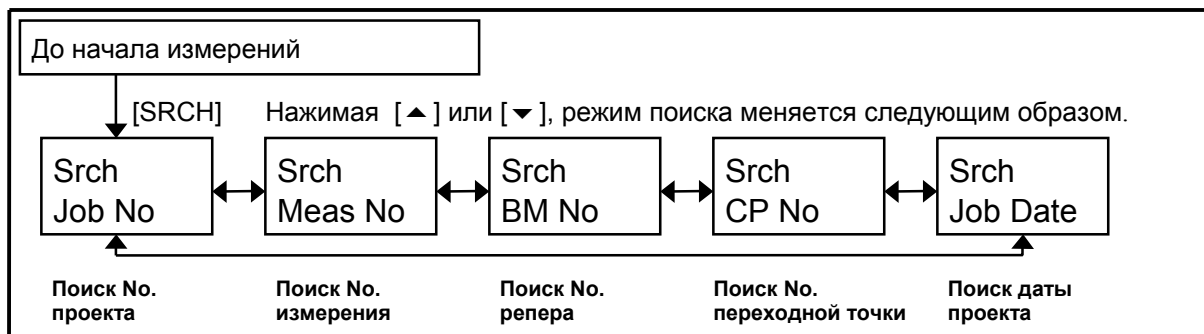 До начала измерений
[SRCH] Нажимая [▲] или [▼], режим поиска меняется следующим образом.
Srch
Job No
Srch
Meas No
Srch
BM No
Srch
CP No
Srch
Job Date
Поиск No.
проекта
Поиск No.
измерения
Поиск No.
репера
Поиск No.
переходной точки
Поиск даты
проекта